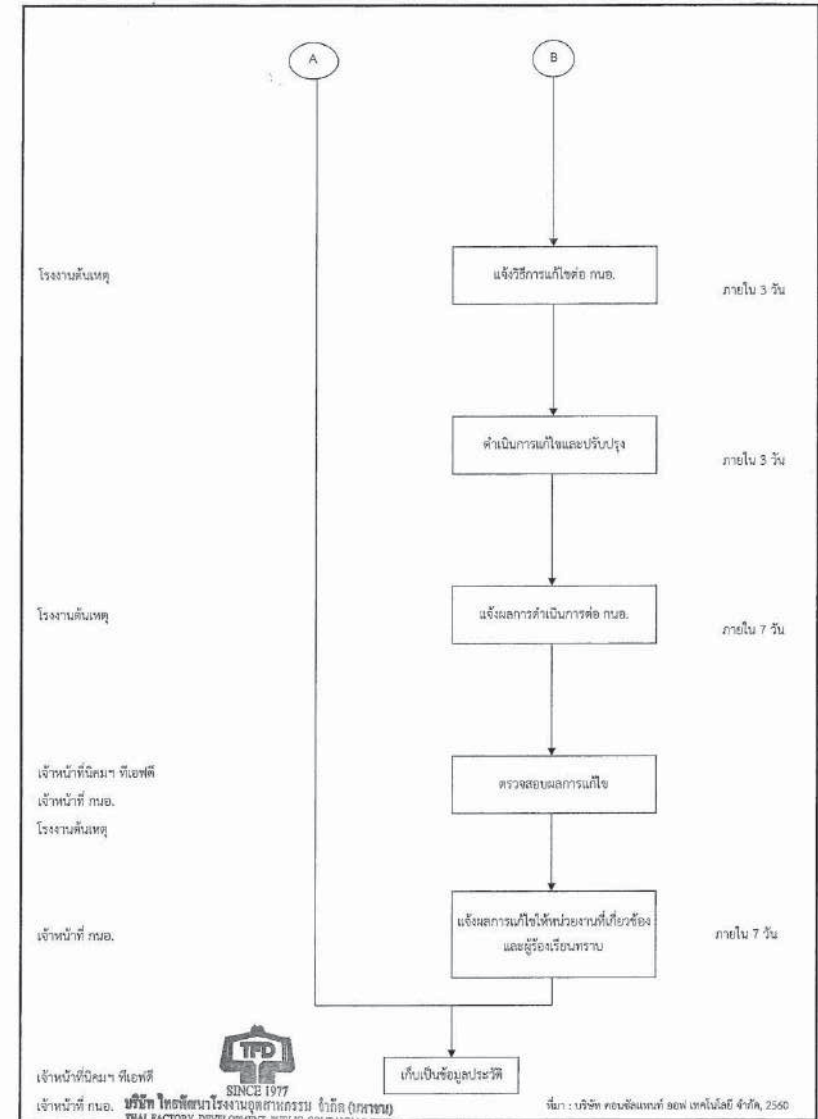 A
B
โรงงานต้นเหตุ
แจ้งวิธีการแก้ไขต่อ กนอ.
ภายใน 3 วัน
ดำเนินการแก้ไขและปรับปรุง
ภายใน 3 วัน
โรงงานต้นเหตุ
แจ้งผลการดำเนินการต่อ กนอ.
ภายใน 7 วัน
เจ้าหน้าที่นิคมฯ ทีเอฟดี
เจ้าหน้าที่ กนอ.
โรงงานต้นเหตุ
ตรวจสอบผลการแก้ไข
เจ้าหน้าที่ กนอ.
แจ้งผลการแก้ไขให้หน่วยงานที่เกี่ยวข้อง
และผู้ร้องเรียนทราบ
ภายใน 7 วัน
TFD
SINCE 1977
เจ้าหน้าที่นิคมฯ ทีเอฟดี
เก็บเป็นข้อมูลประวัติ
เจ้าหน้าที่ กนอ.
บริษัท ไทยพัฒนาโรงงานอุตสาหกรรม จำกัด (มหาชน)
THAI FACTORY DEVELOPMENT PUBLIC
ที่มา : บริษัท คอนซัลแทนท์ ออฟ เทคโนโลยี จำกัด, 2560